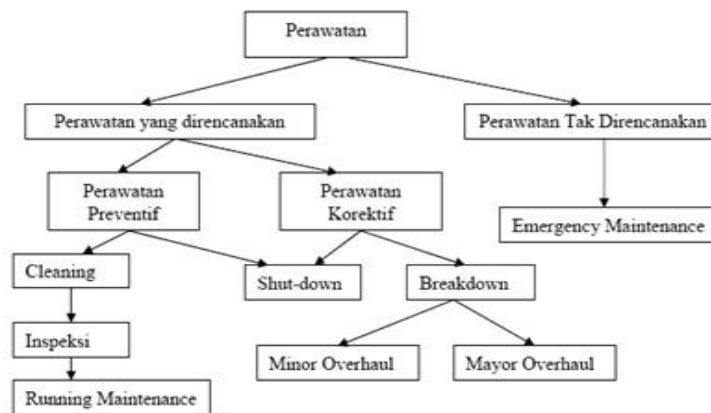 Perawatan
Perawatan yang direncanakan
Perawatan Tak Direncanakan
Perawatan
Preventif
Perawatan
Korektif
Emergency Maintenance
Cleaning
Shut-down
Breakdown
Inspeksi
Minor Overhaul
Mayor Overhaul
Running Maintenance